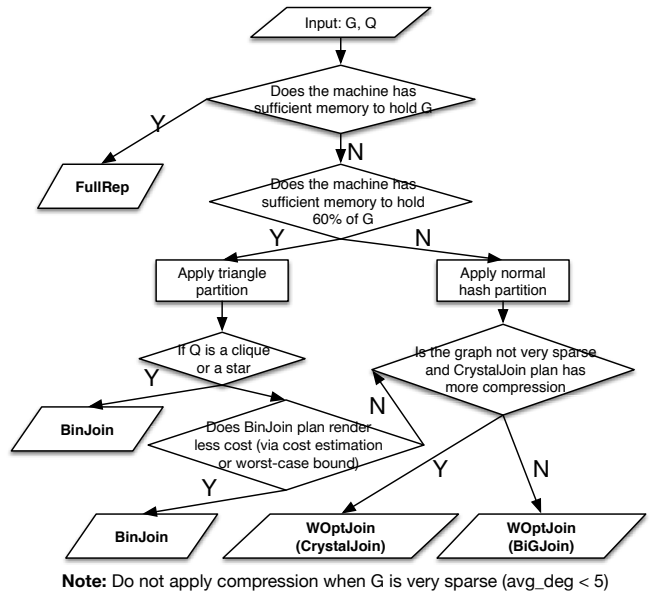 Input: G, Q
Does the machine has
sufficient memory to hold G
Y
N
FullRep
Does the machine has
sufficient memory to hold
60% of G
Y
N
Apply triangle
partition
Apply normal
hash partition
If Q is a clique
or a star
Is the graph not very sparse
and CrystalJoin plan has
more compression
Y
N
BinJoin
Does BinJoin plan render
less cost (via cost estimation
or worst-case bound)
Y
Y
N
BinJoin
WOptJoin
(CrystalJoin)
WOptJoin
(BiGJoin)
Note: Do not apply compression when G is very sparse (avg_deg < 5)